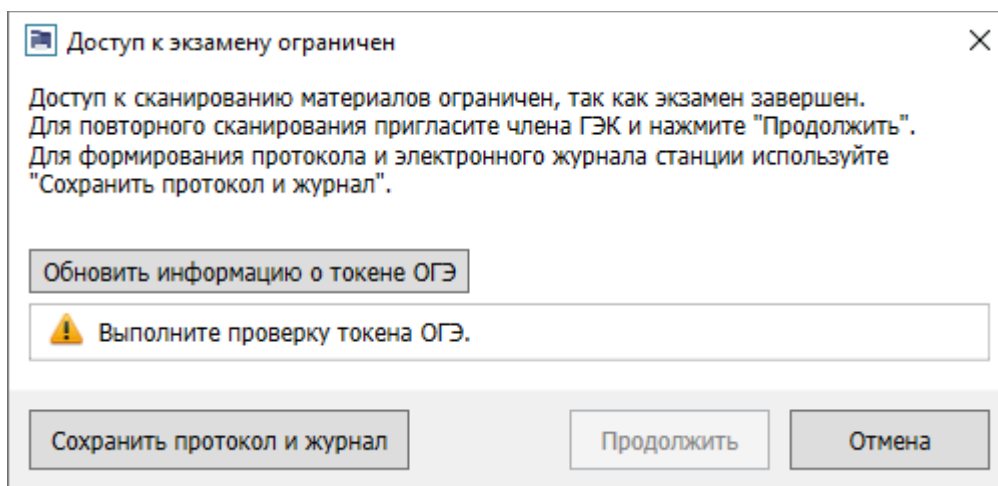 Доступ к экзамену ограничен
Доступ к сканированию материалов ограничен, так как экзамен завершен.
Для повторного сканирования пригласите члена ГЭК и нажмите "Продолжить".
Для формирования протокола и электронного журнала станции используйте
"Сохранить протокол и журнал".
Обновить информацию о токене ОГЭ
Выполните проверку токена ОГЭ.
Сохранить протокол и журнал
Продолжить
Отмена